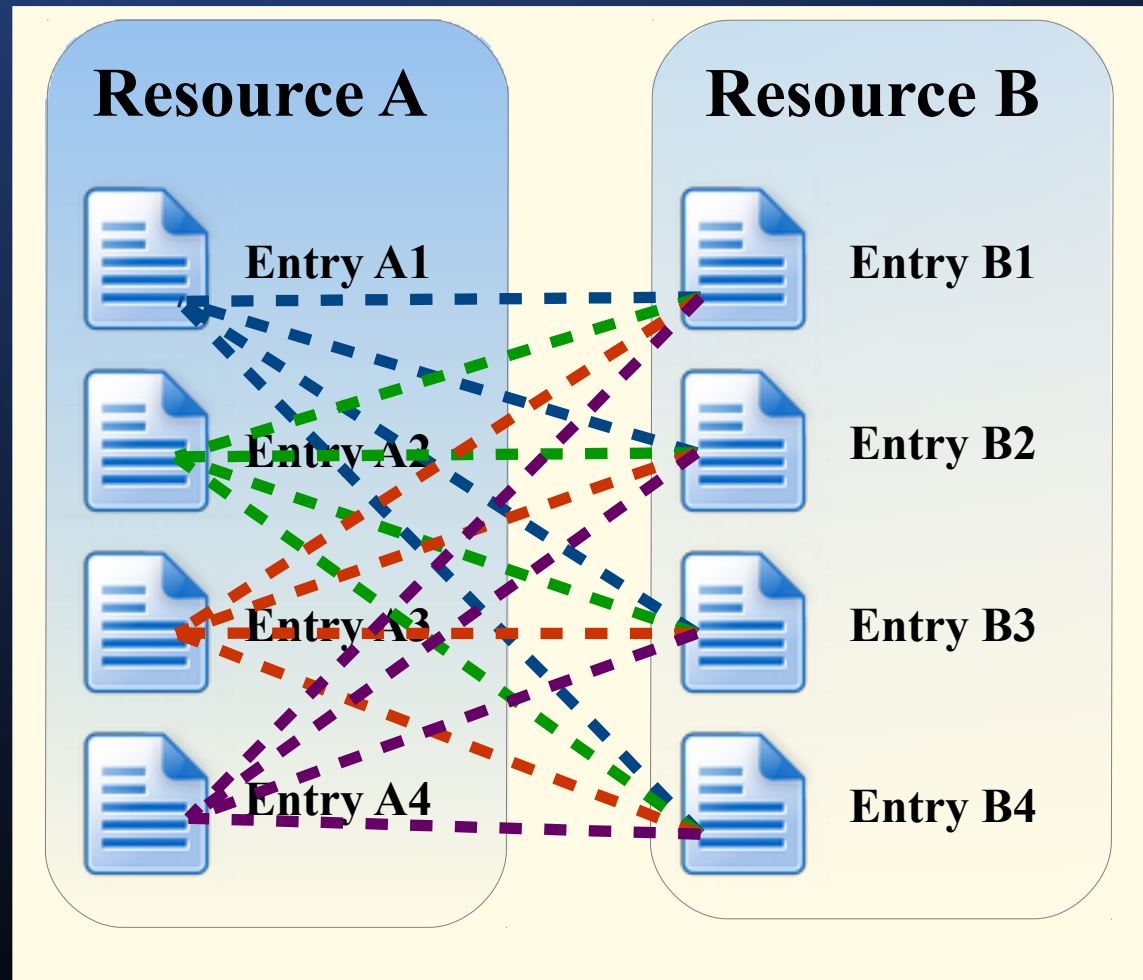 Resource A
Entry A1
Entry A2
Entry A3
Entry A4
Resource B
Entry B1
Entry B2
Entry B3
Entry B4